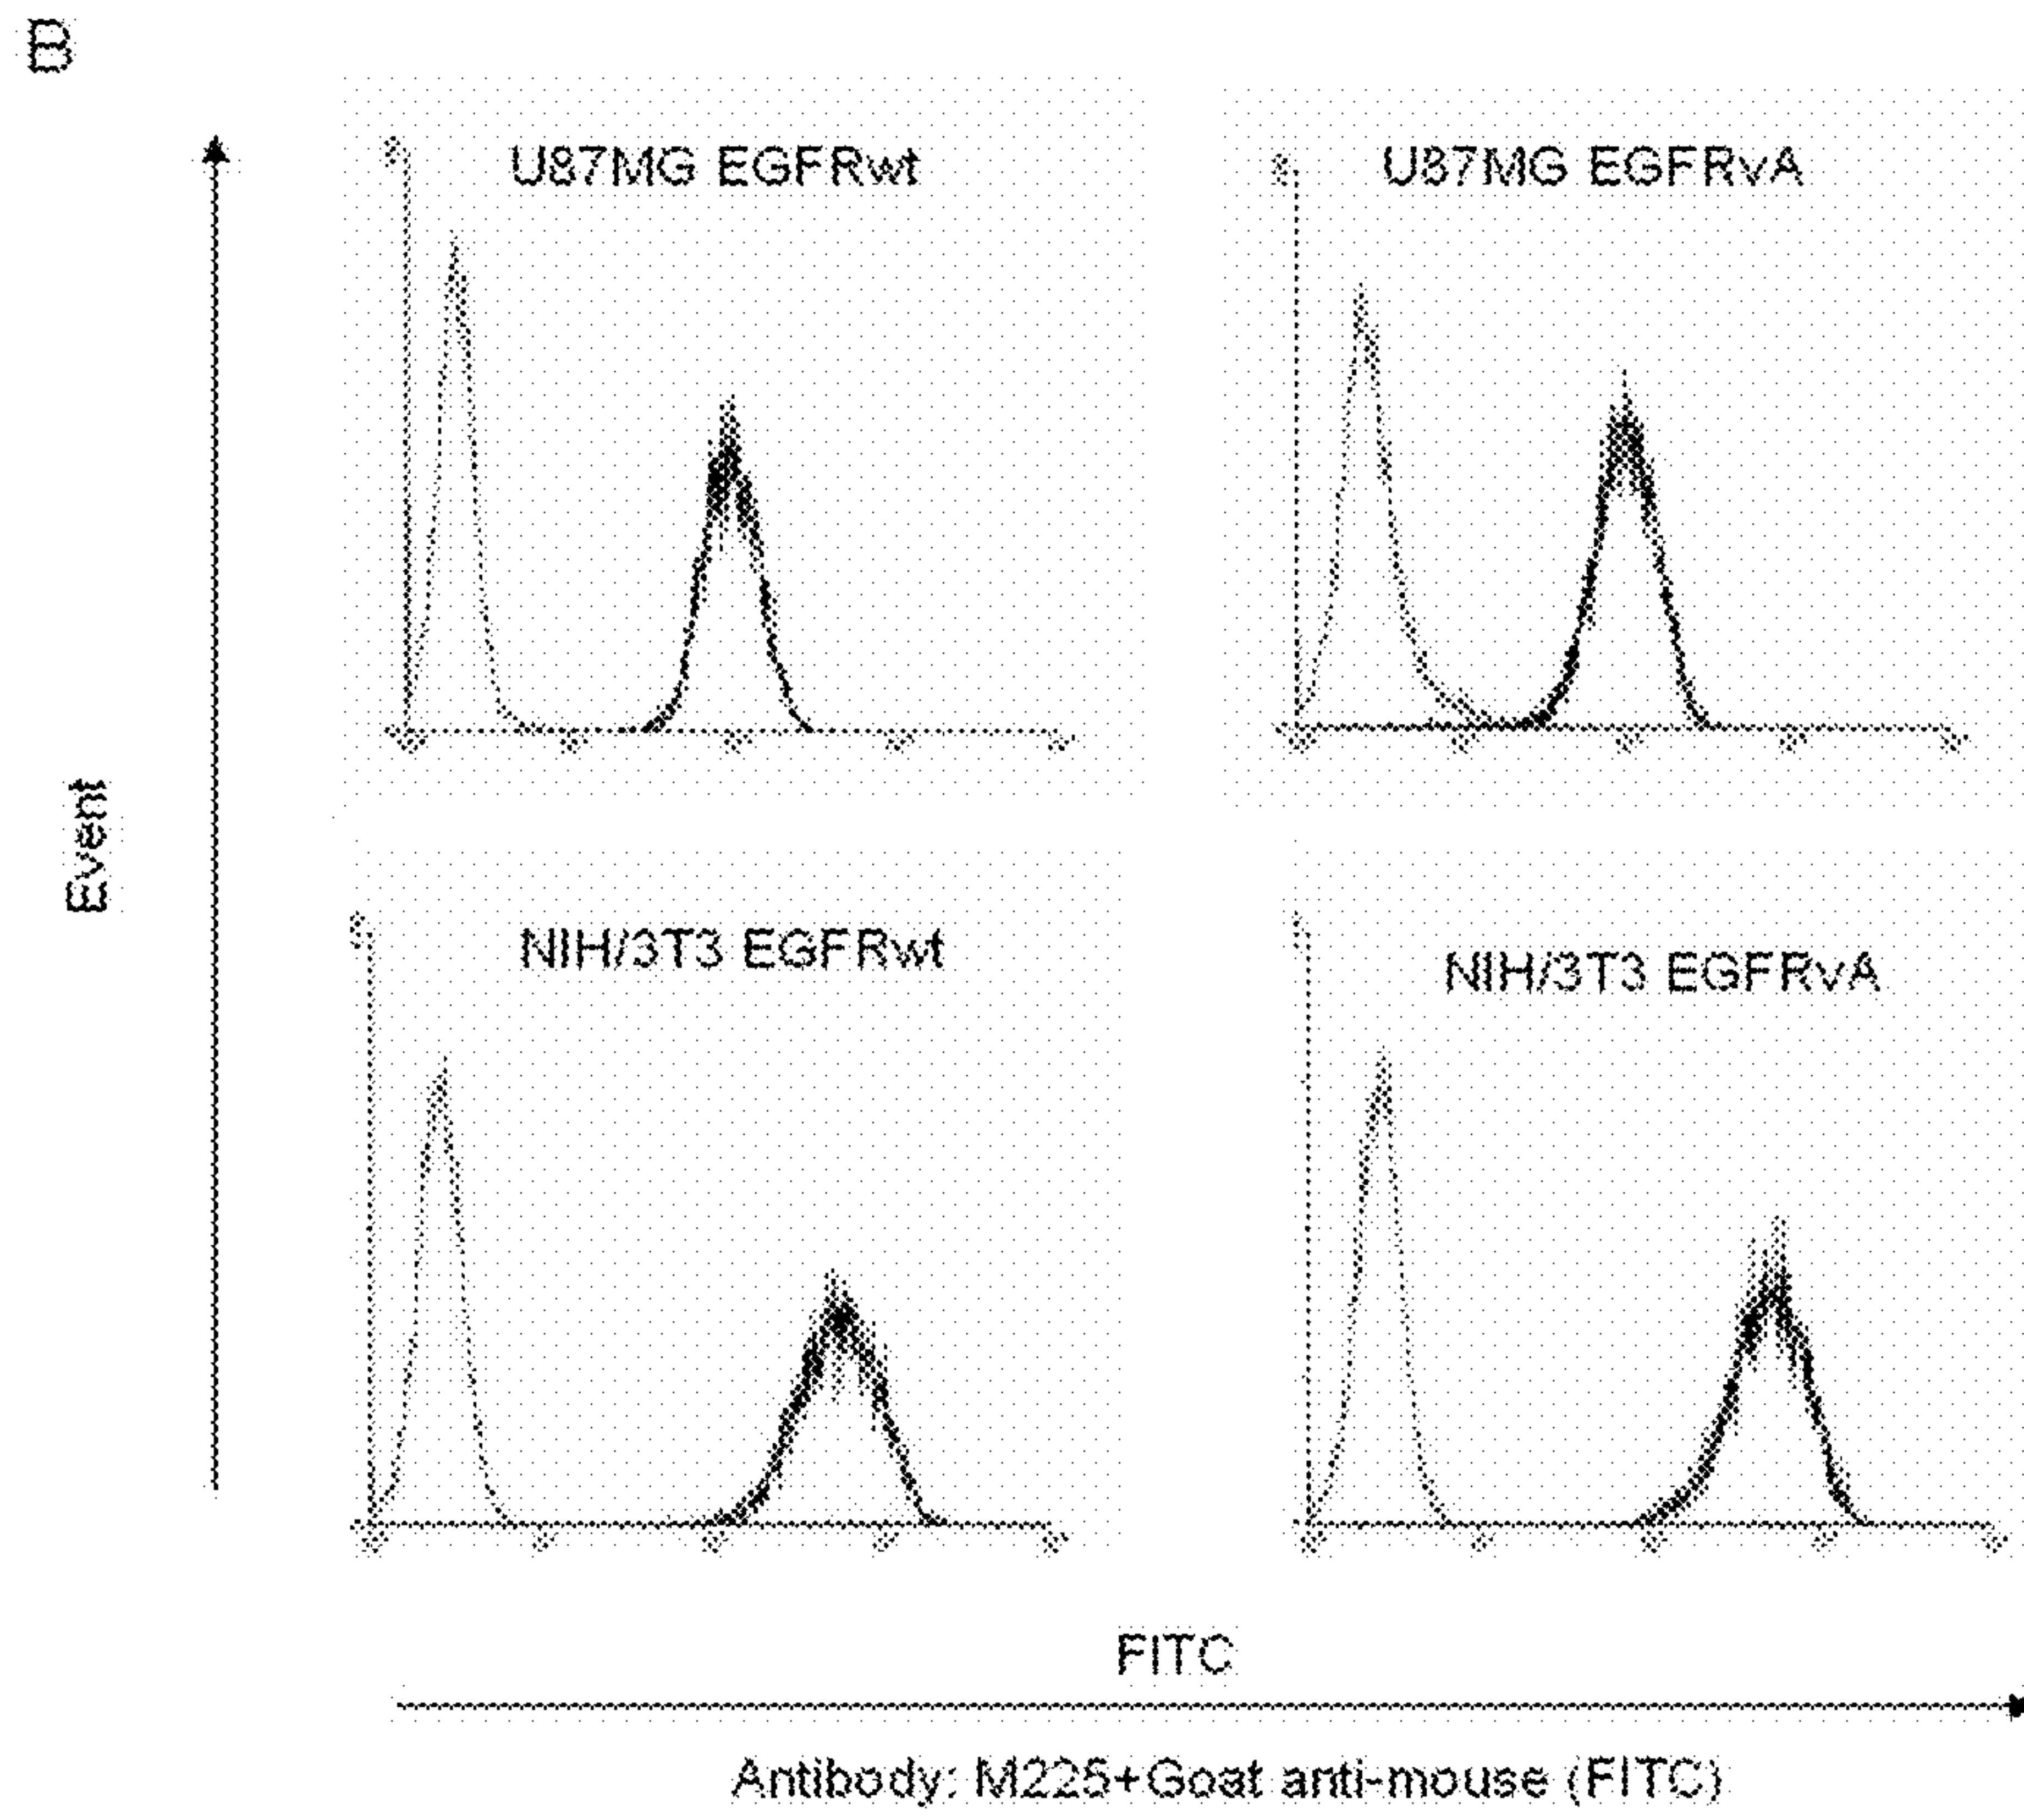 B
U87MG EGFRwt
U87MG EGFRvA
Event
NIH/3T3 EGFRwt
NIH/3T3 EGFRvA
FITC
Antibody: M225+Goat anti-mouse (FITC)